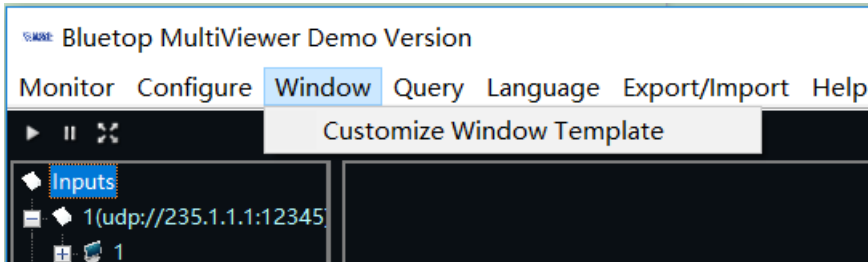 Bluetop MultiViewer Demo Version
Monitor Configure Window Query Language Export/Import Help
Customize Window Template
Inputs
1(udp://235.1.1.1:12345
1